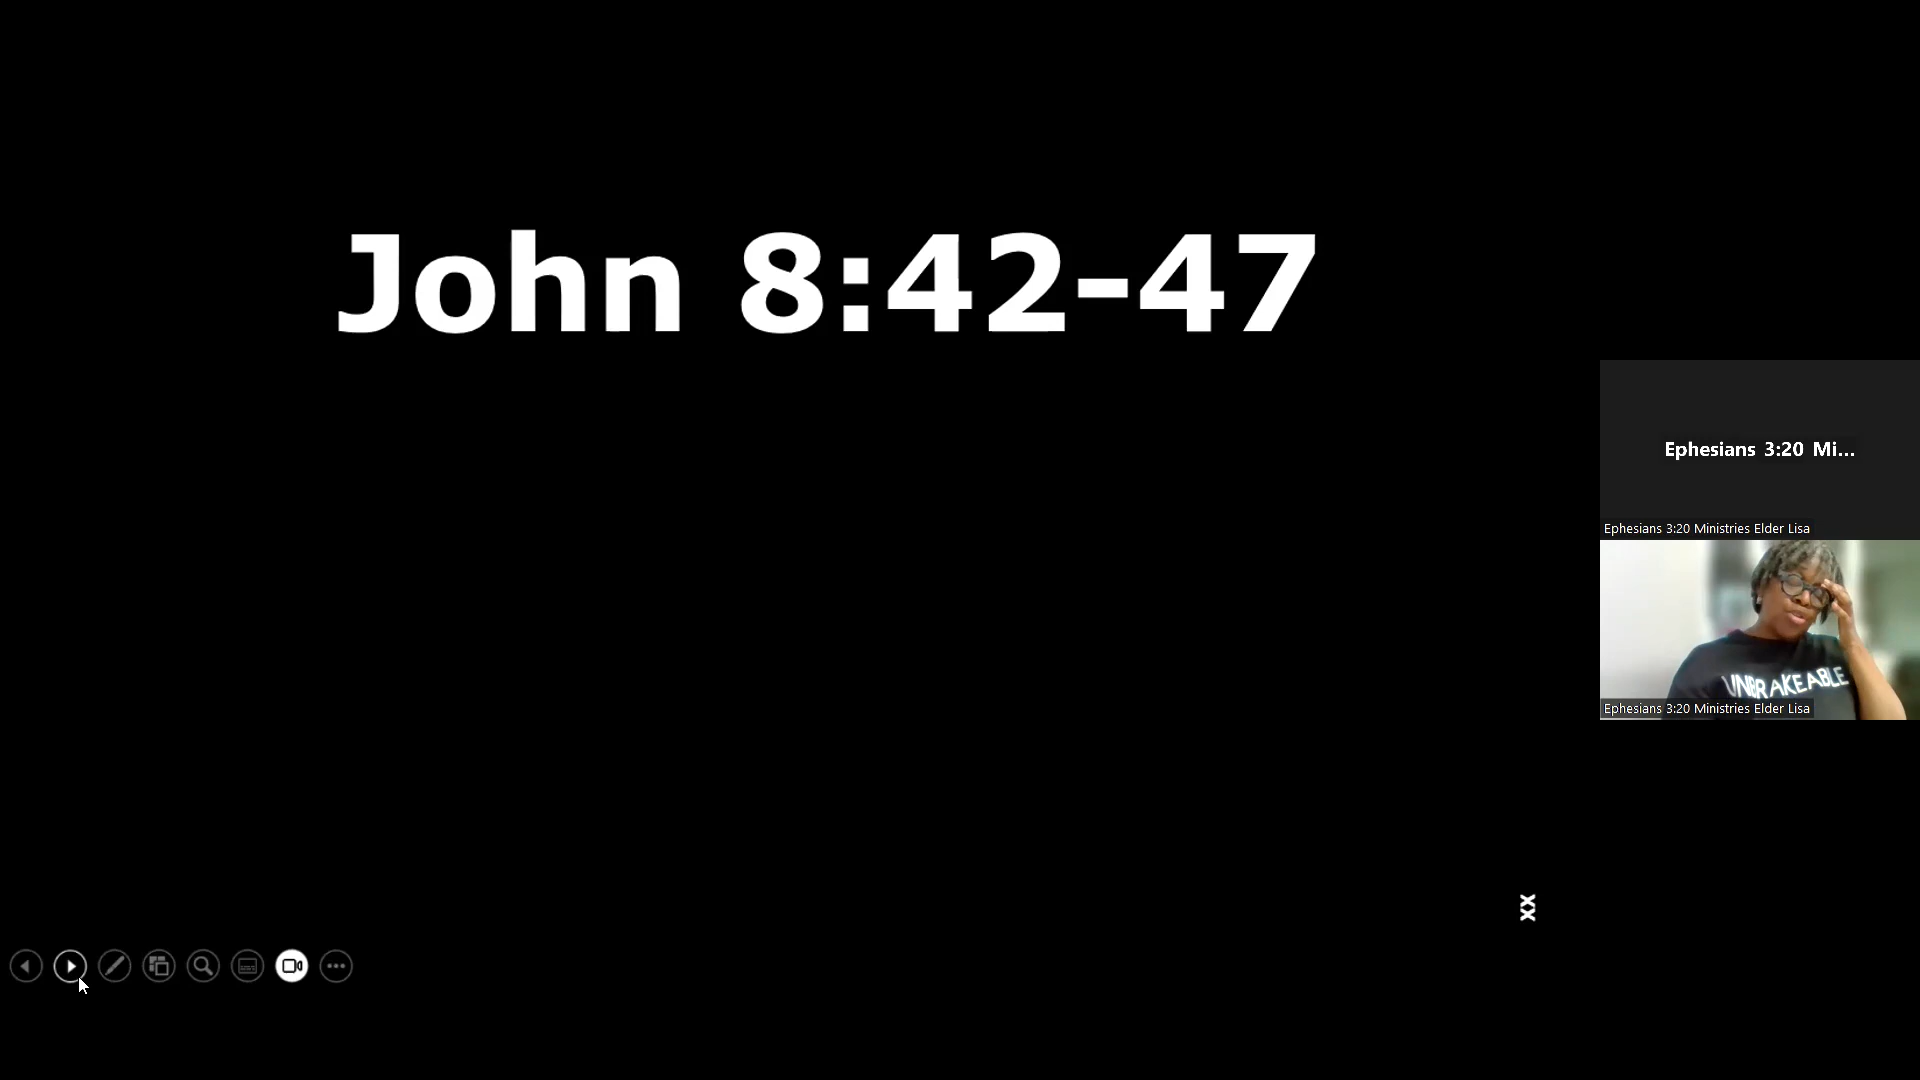 John 8:42-47
Ephesians 3:20 Mi...
Ephesians 3:20 Ministries Elder Lisa
UNBRAKEABLE
Ephesians 3:20 Ministries Elder Lisa